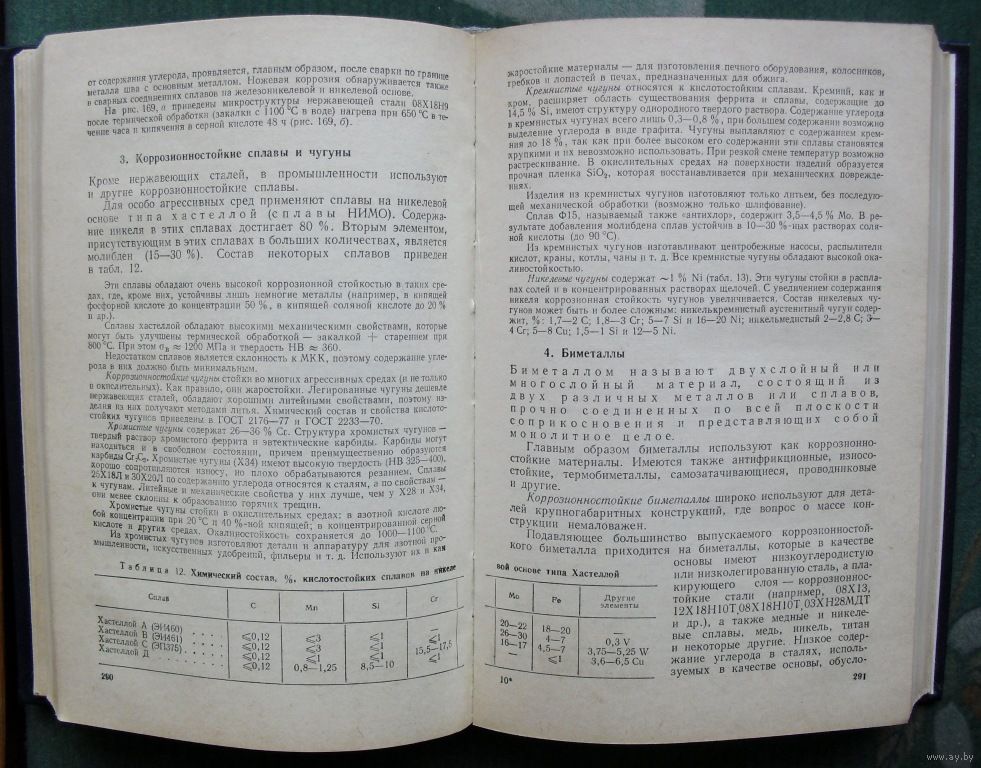 от содержания углерода, проявляется, главным образом, после сварки по границе
металла шва с основным металлом. Ножевая коррозия обнаруживается также
в сварных соединениях сплавов на железоникелевой и никелевой основе.
На рис. 169, а приведены микроструктуры нержавеющей стали 08Х18Н9
после термической обработки (закалки с 1100 °С в воде) нагрева при 650 °С в те-
чение часа и кипячения в серной кислоте 48 ч (рис. 169, б).
3. Коррозионностойкие сплавы и чугуны
Кроме нержавеющих сталей, в промышленности используют
и другие коррозионностойкие сплавы.
Для особо агрессивных сред применяют сплавы на никелевой
основе типа хастеллой (сплавы НИМО). Содержа-
ние никеля в этих сплавах достигает 80 %. Вторым элементом,
присутствующим в этих сплавах в больших количествах, является
молибден (15—30 %). Состав некоторых сплавов приведен
в табл. 12.
Эти сплавы обладают очень высокой коррозионной стойкостью в таких сре-
дах, где, кроме них, устойчивы лишь немногие металлы (например, в кипящей
фосфорной кислоте до концентрации 50 %, в кипящей соляной кислоте до 20 %
и др.).
Сплавы хастеллой обладают высокими механическими свойствами, которые
могут быть улучшены термической обработкой — закалкой + старением при
800 °С. При этом σв ≈ 1200 МПа и твердость НВ ≈ 360.
Недостатком сплавов является склонность к МКК, поэтому содержание угле-
рода в них должно быть минимальным.
Коррозионностойкие чугуны стойки во многих агрессивных средах (и не только
в окислительных). Как правило, они жаростойки. Легированные чугуны дешевле
нержавеющих сталей, обладают хорошими литейными свойствами, поэтому из-
делия из них получают методами литья. Химический состав и свойства кислото-
стойких чугунов приведены в ГОСТ 2176—77 и ГОСТ 2233—70.
Хромистые чугуны содержат 26—36 % Cr. Структура хромистых чугунов —
твердый раствор хромистого феррита и эвтектические карбиды. Карбиды могут
находиться и в свободном состоянии, причем преимущественно образуются
карбиды Хромистые чугуны (Х34) имеют высокую твердость (НВ 325—400),
хорошо сопротивляются износу, но плохо обрабатываются резанием. Сплавы
25Х18Л и 30Х20Л по содержанию углерода относятся к сталям, а по свойствам —
к чугунам. Литейные и механические свойства у них лучше, чем у Х28 и Х34,
они менее склонны к образованию горячих трещин.
Хромистые чугуны стойки в окислительных средах: в азотной кислоте лю-
бой концентрации при 20 °С и 40 %-ной кипящей; в концентрированной серной
кислоте и других средах. Окалиностойкость сохраняется до 1000—1100 °С.
Из хромистых чугунов изготовляют детали и аппаратуру для азотной про-
мышленности, искусственных удобрений, фильеры и т. д. Используют их и как
Таблица 12. Химический состав, %, кислотостойких сплавов на никеле
Сплав C Mn Si Cr
Хастеллой А (ЭИ460) . . . . ≤0,12 ≤3 ≤1 —
Хастеллой В (ЭИ461) . . . . ≤0,12 ≤3 ≤1 —
Хастеллой С (ЭП375) . . . . ≤0,12 ≤1 ≤1 15,5—17,5
Хастеллой Д . . . . ≤0,12 0,8—1,25 8,5—10 ≤1
290
жаростойкие материалы — для изготовления печного оборудования, колосников,
гребков и лопастей в печах, предназначенных для обжига.
Кремнистые чугуны относятся к кислотостойким сплавам. Кремний, как и
хром, расширяет область существования феррита и сплавы, содержащие до
14,5 % Si, имеют структуру однородного твердого раствора. Содержание углерода
в кремнистых чугунах всего лишь 0,3—0,8 %, при большем содержании возможно
выделение углерода в виде графита. Чугуны выплавляют с содержанием крем-
ния до 18 %, так как при более высоком его содержании эти сплавы становятся
хрупкими и их невозможно использовать. При резкой смене температур возможно
растрескивание. В окислительных средах на поверхности изделий образуется
прочная пленка SiO₂, которая восстанавливается при механических поврежде-
ниях.
Изделия из кремнистых чугунов изготовляют только литьем, без последую-
щей механической обработки (возможно только шлифование).
Сплав Ф15, называемый также «антихлор», содержит 3,5—4,5 % Mo. В ре-
зультате добавления молибдена сплав устойчив в 10—30 %-ных растворах соля-
ной кислоты (до 90 °С).
Из кремнистых чугунов изготавливают центробежные насосы, распылители
кислот, краны, котлы, чаны и т. д. Все кремнистые чугуны обладают высокой ока-
линостойкостью.
Никелевые чугуны содержат ~1 % Ni (табл. 13). Эти чугуны стойки в распла-
вах солей и в концентрированных растворах щелочей. С увеличением содержания
никеля коррозионная стойкость чугунов увеличивается. Состав никелевых чу-
гунов может быть и более сложным: никелькремнистый аустенитный чугун содер-
жит, %: 1,7—2 C; 1,8—3 Cr; 5—7 Si и 16—20 Ni; никельмедистый 2—2,8 C; 3—
4 Cr; 5—8 Cu; 1,5—1 Si и 12—5 Ni.
4. Биметаллы
Биметаллом называют двухслойный или
многослойный материал, состоящий из
двух различных металлов или сплавов,
прочно соединенных по всей плоскости
соприкосновения и представляющих собой
монолитное целое.
Главным образом биметаллы используют как коррозионно-
стойкие материалы. Имеются также антифрикционные, износо-
стойкие, термобиметаллы, самозатачивающиеся, проводниковые
и другие.
Коррозионностойкие биметаллы широко используют для дета-
лей крупногабаритных конструкций, где вопрос о массе кон-
струкции немаловажен.
Подавляющее большинство выпускаемого коррозионностой-
кого биметалла приходится на биметаллы, которые в качестве
основы имеют низкоуглеродистую
или низколегированную сталь, а пла-
кирующего слоя — коррозионнос-
тойкие стали (например, 08Х13,
12Х18Н10Т, 08Х18Н10Т, 03ХН28МДТ
и др.), а также медные и никеле-
вые сплавы, медь, никель, титан
и некоторые другие. Низкое содер-
жание углерода в сталях, исполь-
зуемых в качестве основы, обусло-
вой основе типа Хастеллой
Mo Fe Другие элементы
20—22 18—20 —
26—30 4—7 0,3 V
16—17 4,5—7 3,75—5,25 W
— ≤1 3,6—6,5 Cu
10*
291
www.ay.by